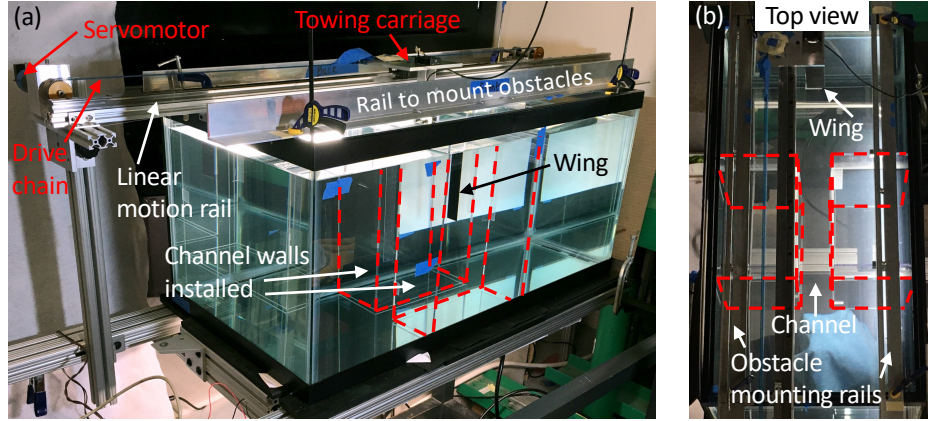 (a)
Servomotor
Towing carriage
Rail to mount obstacles
Drive
chain
Linear
motion rail
Wing
Channel walls
installed
(b)
Top view
Wing
Channel
Obstacle
mounting rails